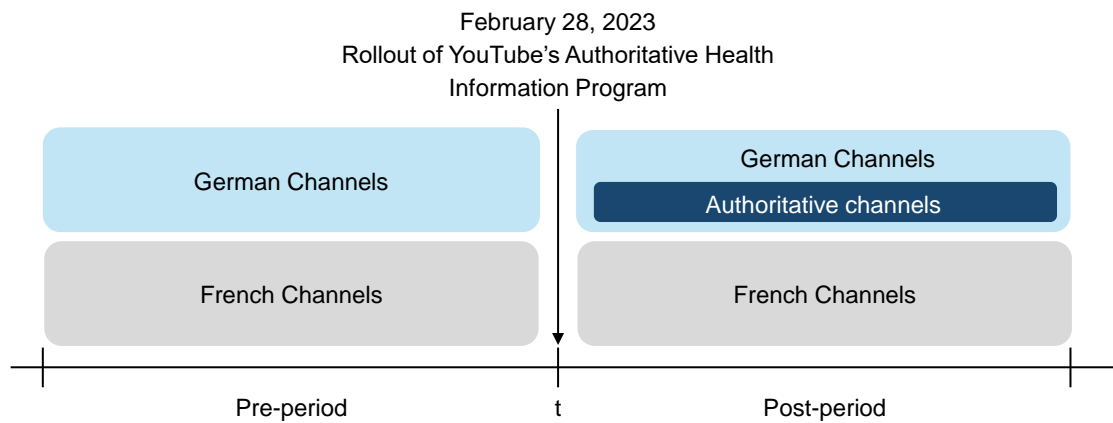 February 28, 2023
Rollout of YouTube’s Authoritative Health
Information Program
German Channels
German Channels
Authoritative channels
French Channels
French Channels
Pre-period
t
Post-period